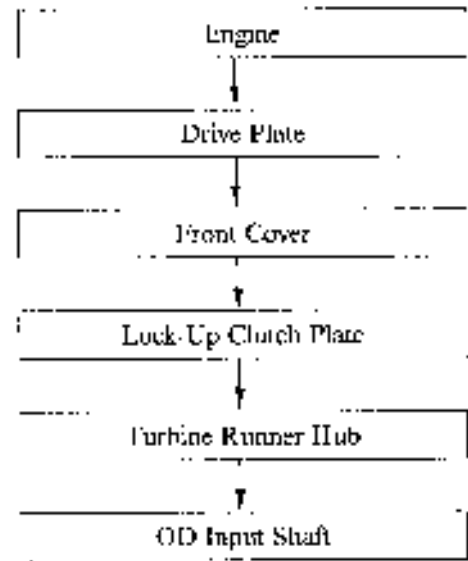 Engine
Drive Plate
Front Cover
Lock-Up Clutch Plate
Turbine Runner Hub
OD Input Shaft